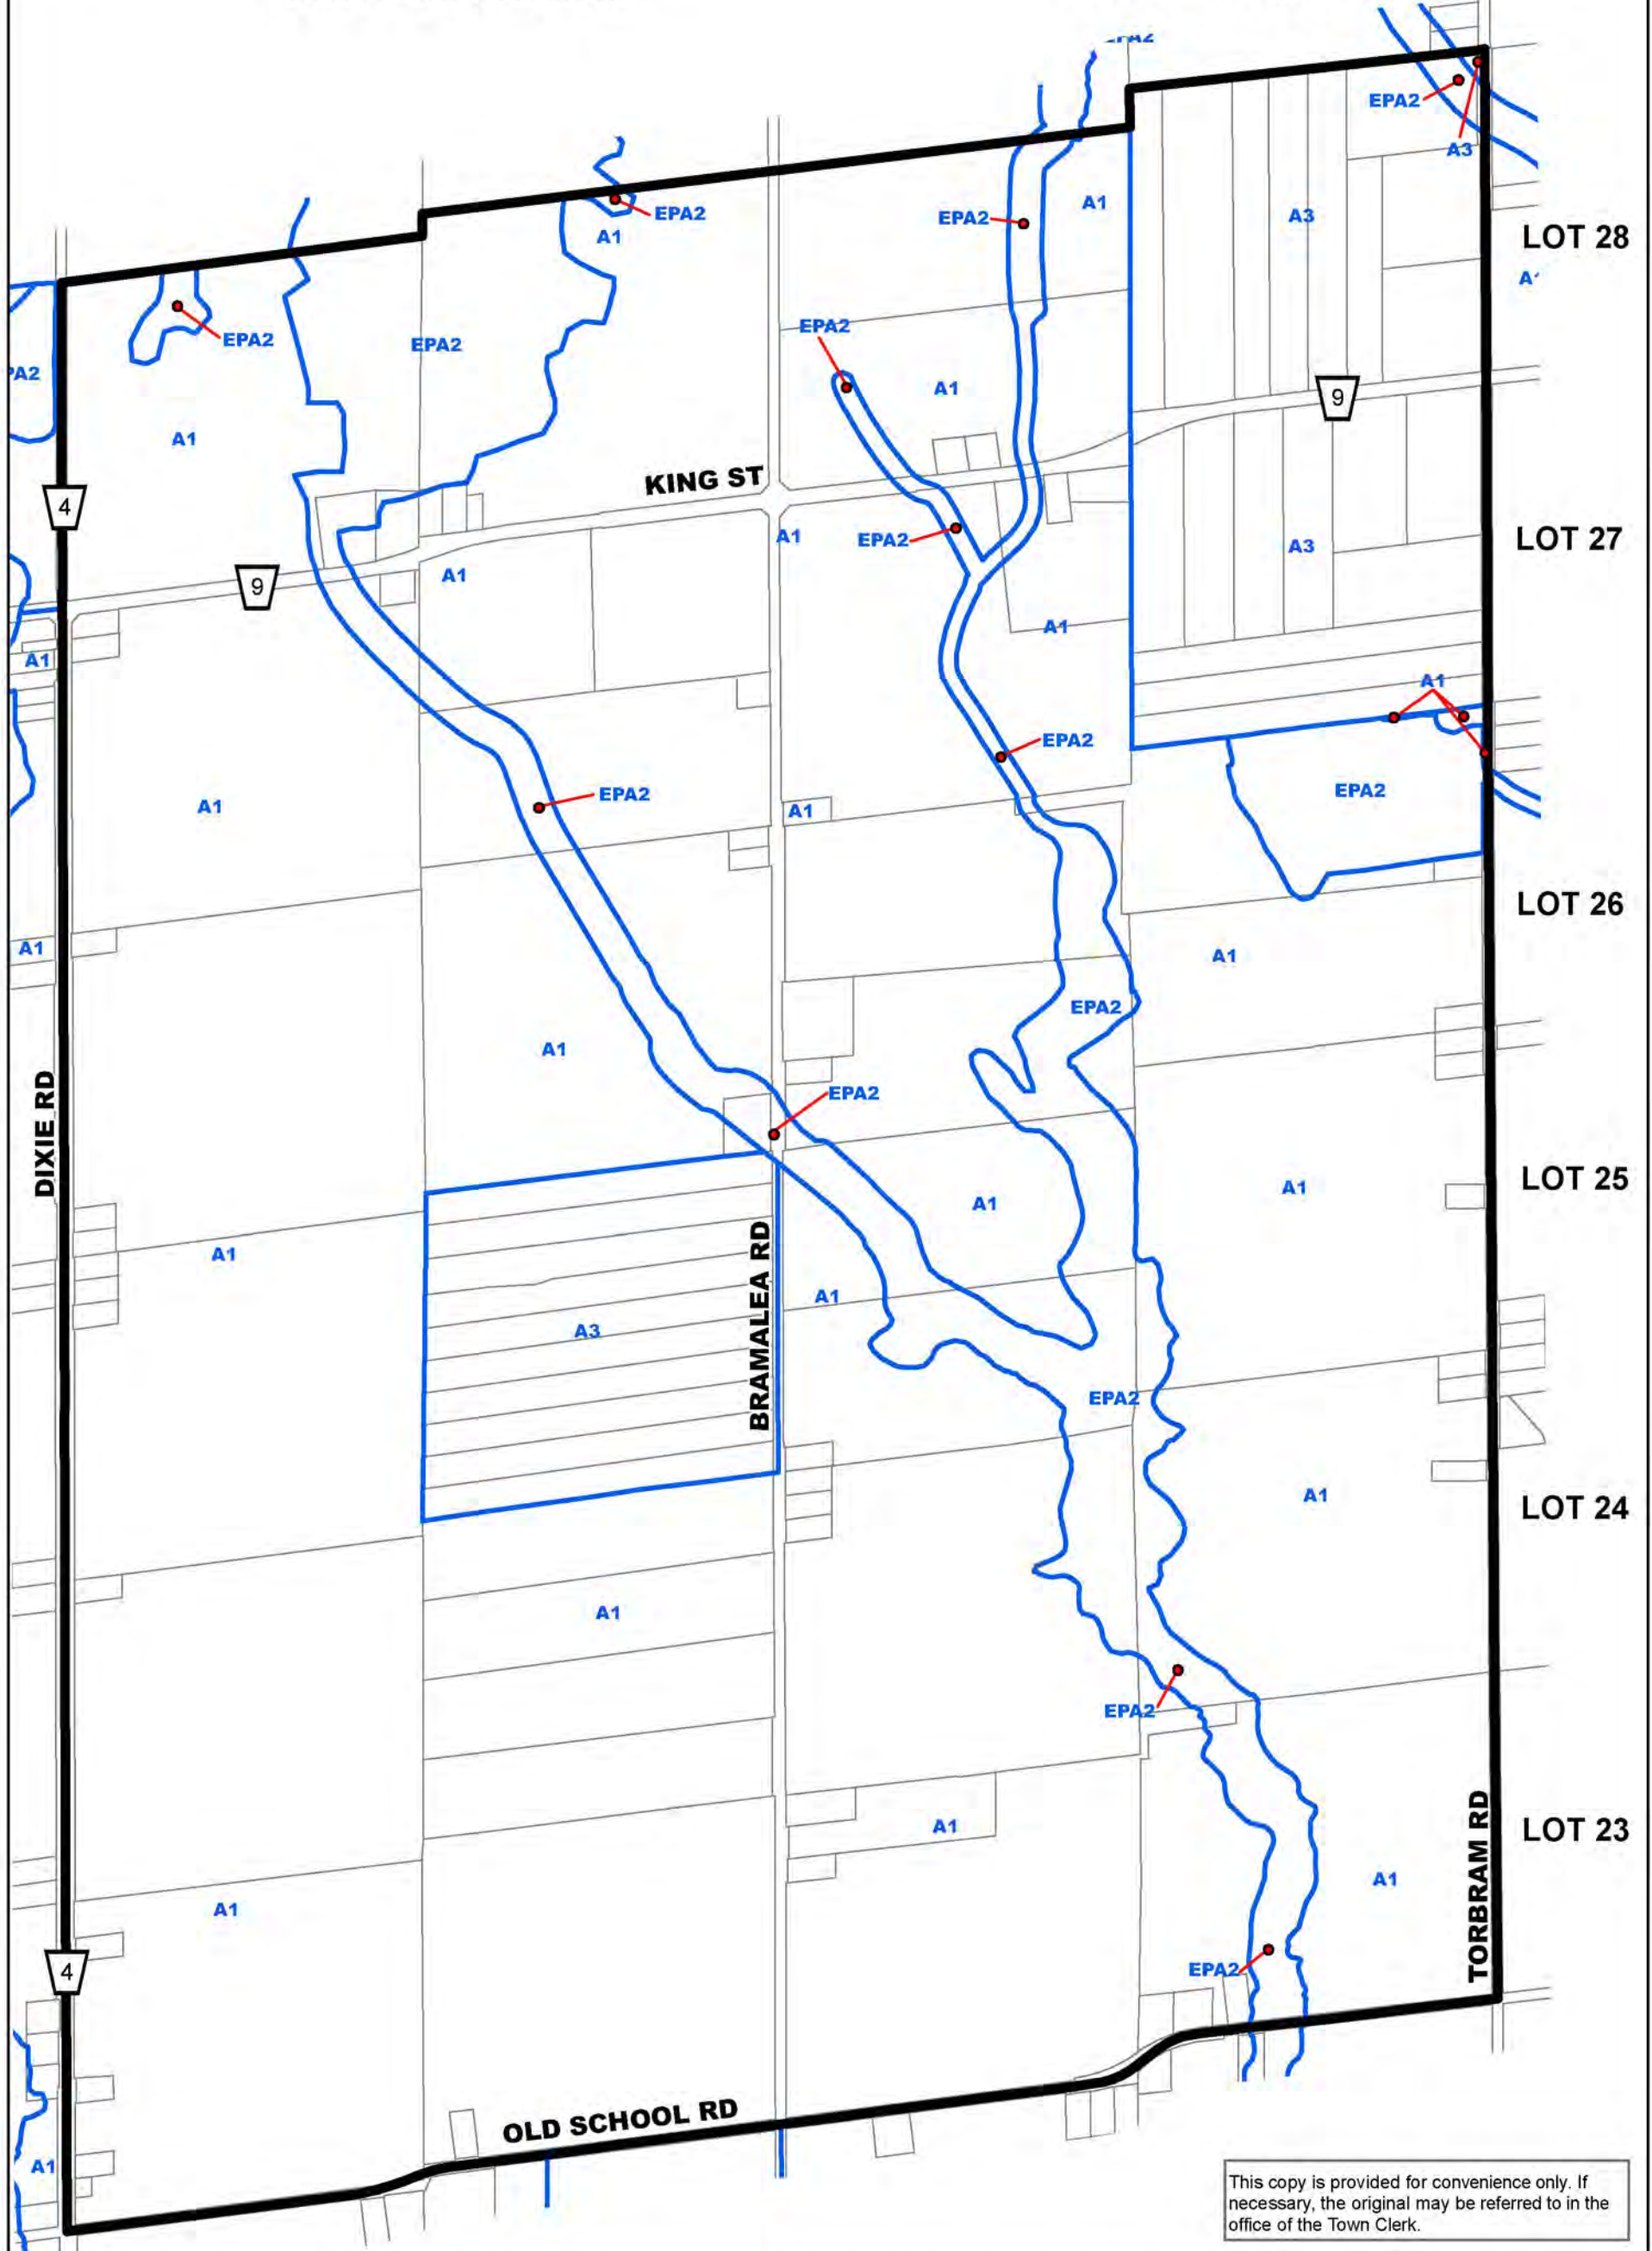 EPA2
EPA2
A3
A1
EPA2
EPA2
A1
A3
LOT 28
EPA2
EPA2
EPA2
A1
A1
9
A1
KING ST
4
A1
EPA2
A3
LOT 27
9
A1
A1
A1
A1
EPA2
EPA2
EPA2
A1
A1
LOT 26
A1
A1
EPA2
A1
EPA2
DIXIE RD
A1
A1
LOT 25
A1
BRAMALEA RD
A1
A3
EPA2
A1
LOT 24
A1
EPA2
A1
LOT 23
A1
A1
TORBRAM RD
EPA2
4
OLD SCHOOL RD
A1
This copy is provided for convenience only. If
necessary, the original may be referred to in the
office of the Town Clerk.